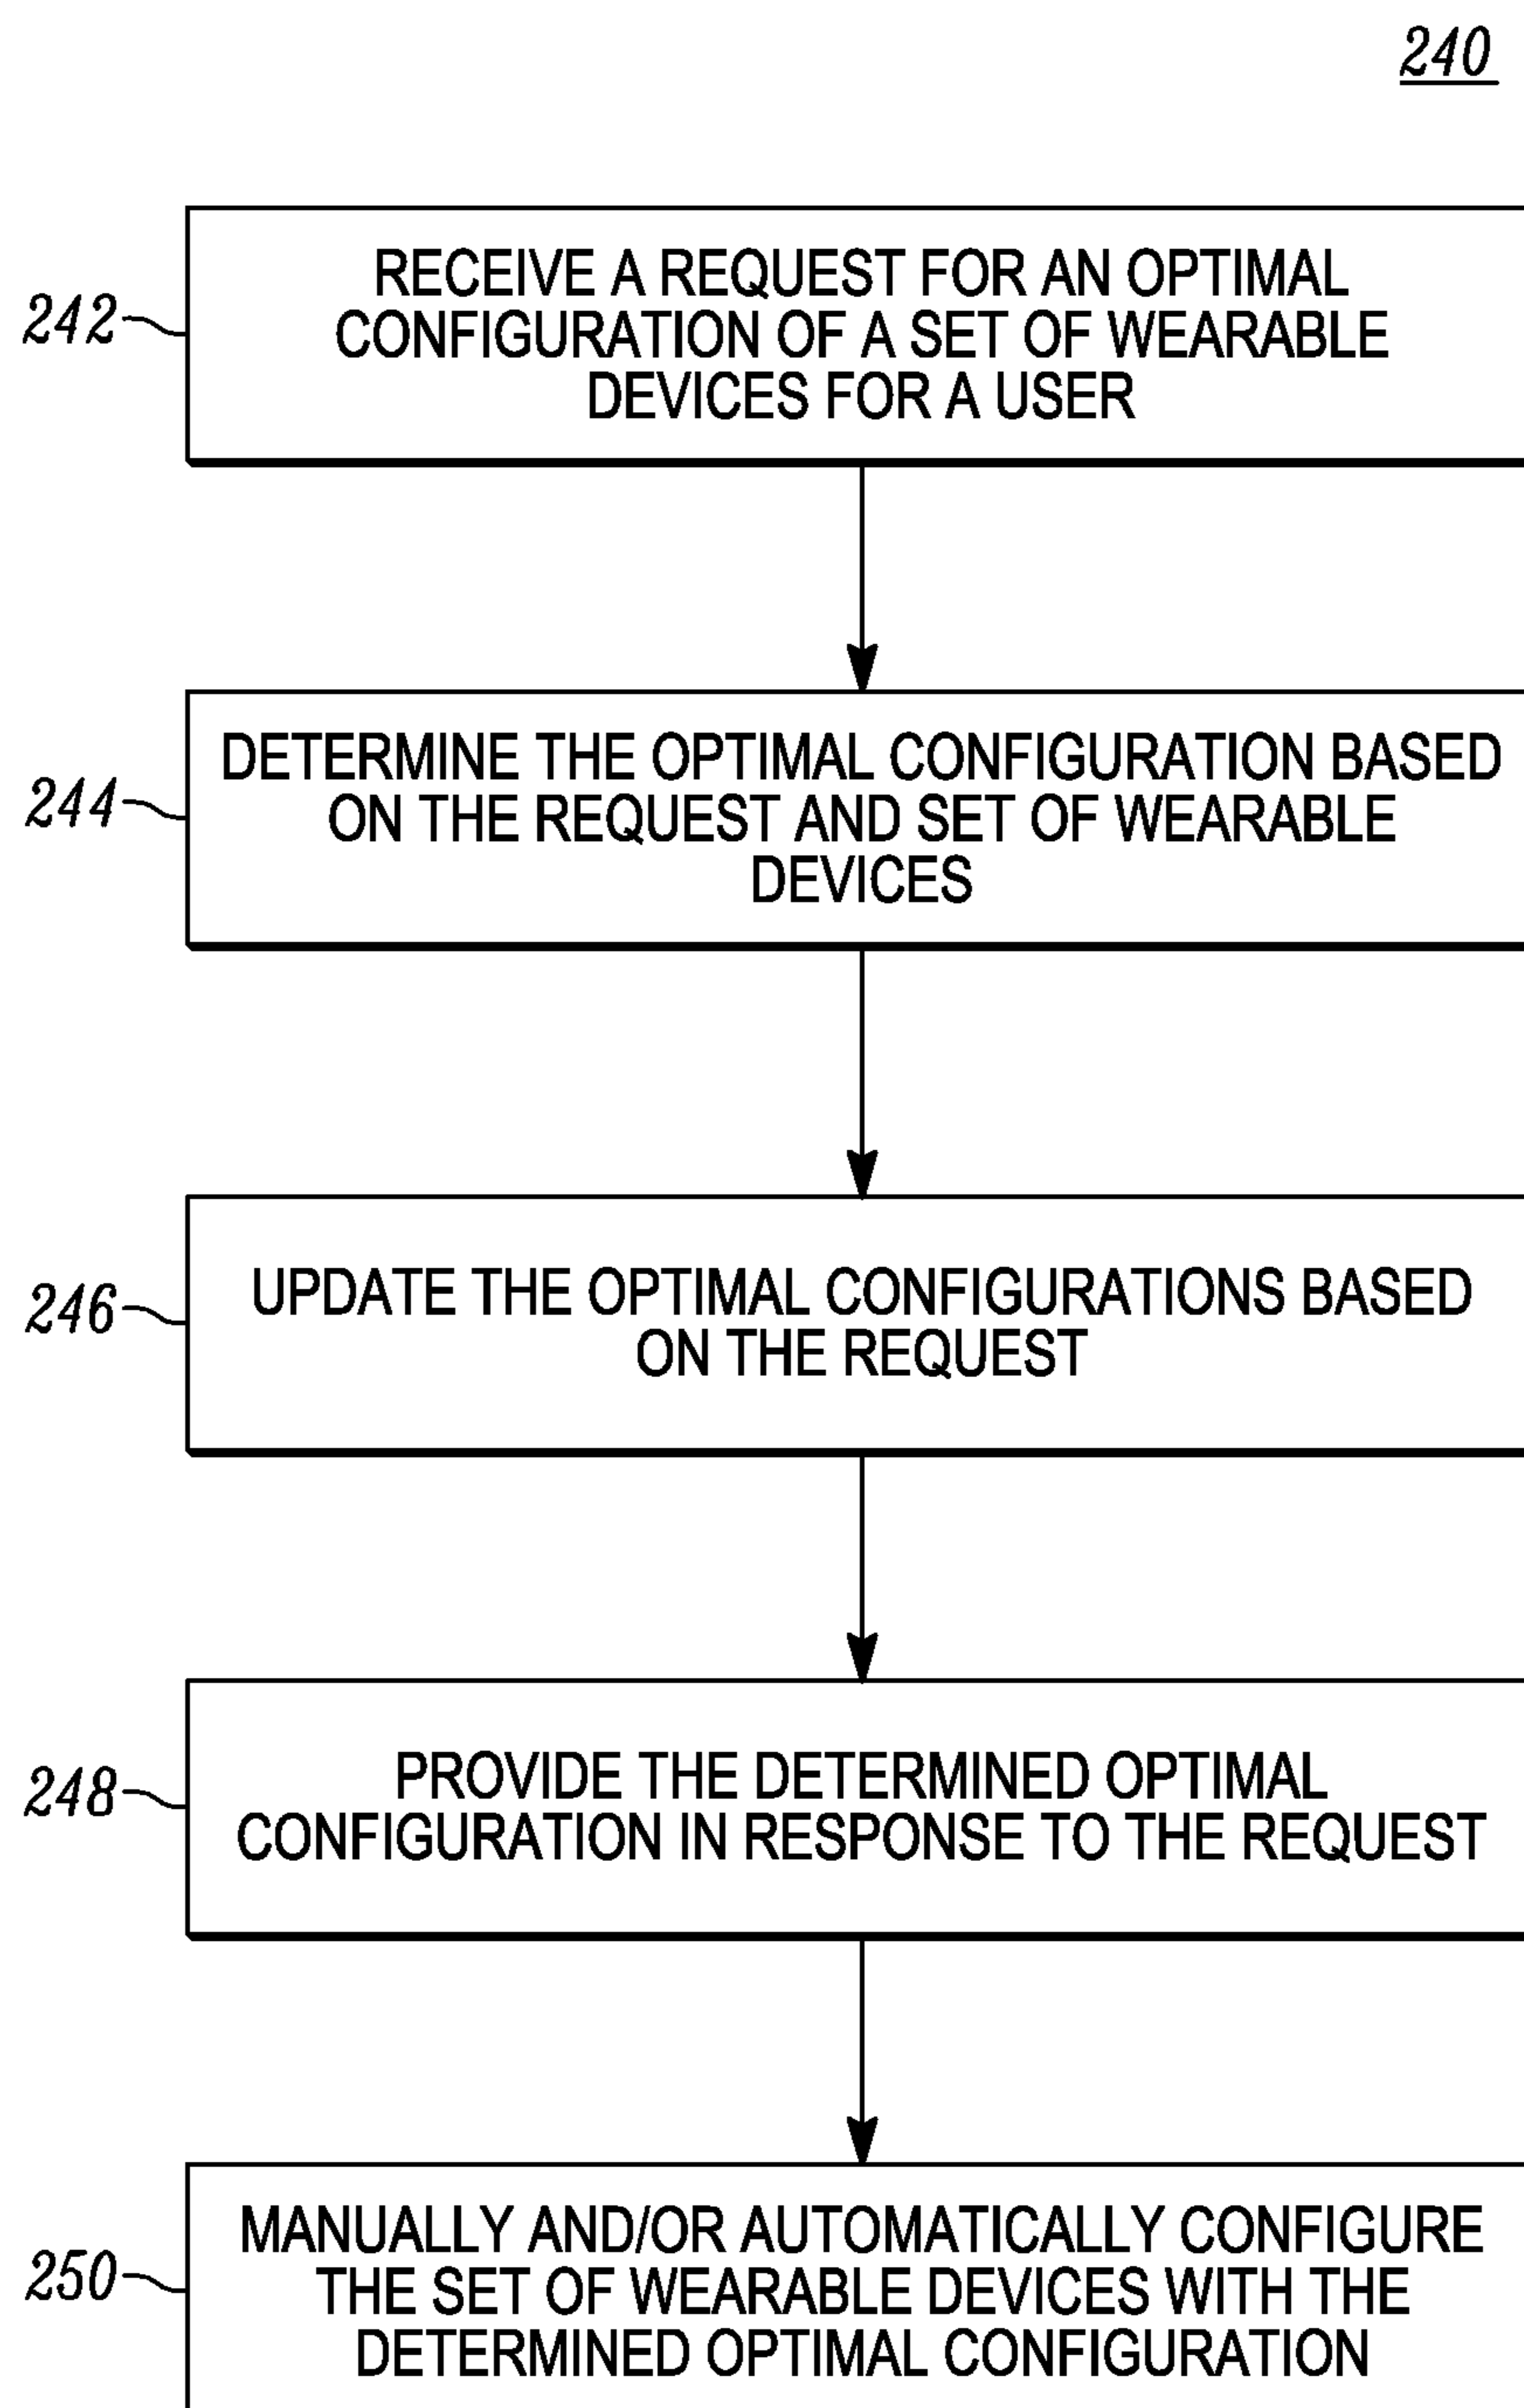 240
242
RECEIVE A REQUEST FOR AN OPTIMAL
CONFIGURATION OF A SET OF WEARABLE
DEVICES FOR A USER
244
DETERMINE THE OPTIMAL CONFIGURATION BASED
ON THE REQUEST AND SET OF WEARABLE
DEVICES
246
UPDATE THE OPTIMAL CONFIGURATIONS BASED
ON THE REQUEST
248
PROVIDE THE DETERMINED OPTIMAL
CONFIGURATION IN RESPONSE TO THE REQUEST
250
MANUALLY AND/OR AUTOMATICALLY CONFIGURE
THE SET OF WEARABLE DEVICES WITH THE
DETERMINED OPTIMAL CONFIGURATION